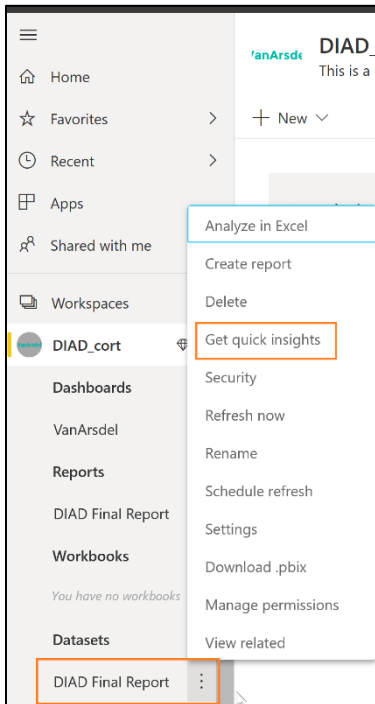 VanArsde
DIAD_
This is a
Home
Favorites
+ New
Recent
Apps
Shared with me
Analyze in Excel
Create report
Delete
Workspaces
DIAD_cort
Get quick insights
Dashboards
Security
VanArsdel
Refresh now
Reports
Rename
DIAD Final Report
Schedule refresh
Workbooks
Settings
You have no workbooks
Download .pbix
Manage permissions
Datasets
View related
DIAD Final Report